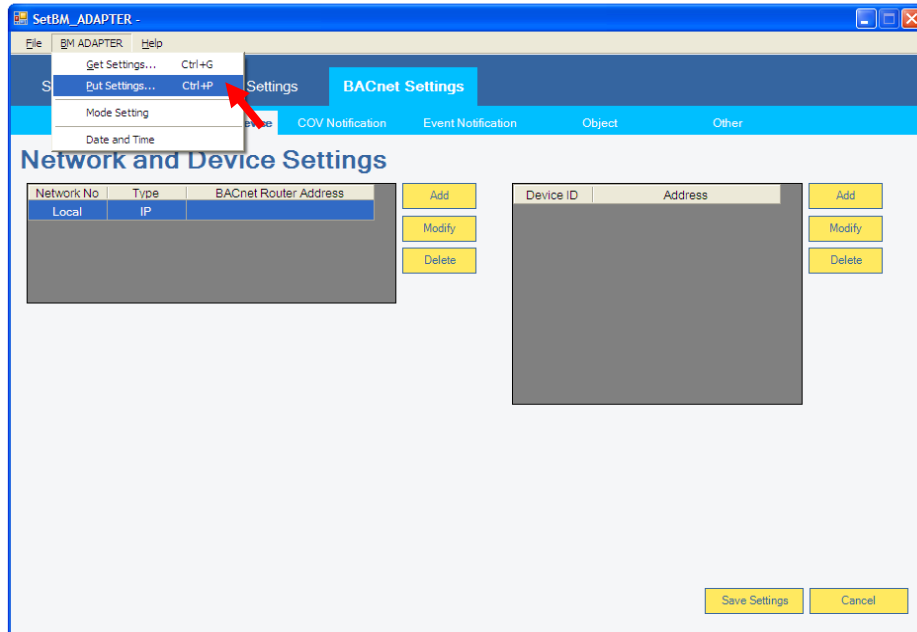 SetBM_ADAPTER -
File BM ADAPTER Help
Get Settings... Ctrl+G
Put Settings... Ctrl+P
Mode Setting
Date and Time
Settings BACnet Settings
COV Notification Event Notification Object Other
Network and Device Settings
Network No Type BACnet Router Address
Local IP
Add
Modify
Delete
Device ID Address
Add
Modify
Delete
Save Settings Cancel